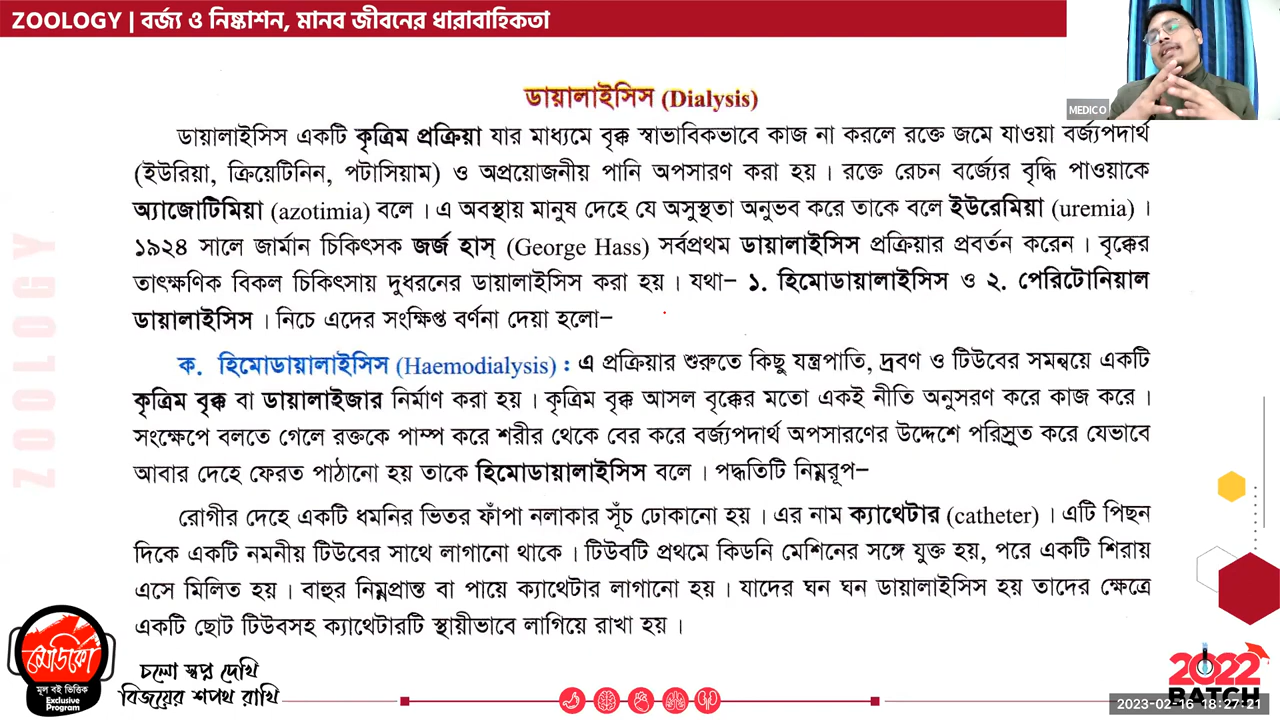 ZOOLOGY | বর্জ্য ও নিষ্কাশন, মানব জীবনের ধারাবাহিকতা
MEDICO
ডায়ালাইসিস (Dialysis)
ডায়ালাইসিস একটি কৃত্রিম প্রক্রিয়া যার মাধ্যমে বৃক্ক স্বাভাবিকভাবে কাজ না করলে রক্তে জমে যাওয়া বর্জ্যপদার্থ
(ইউরিয়া, ক্রিয়েটিনিন, পটাসিয়াম) ও অপ্রয়োজনীয় পানি অপসারণ করা হয়। রক্তে রেচন বর্জ্যের বৃদ্ধি পাওয়াকে
অ্যাজোটিমিয়া (azotimia) বলে। এ অবস্থায় মানুষ দেহে যে অসুস্থতা অনুভব করে তাকে বলে ইউরেমিয়া (uremia)।
১৯২৪ সালে জার্মান চিকিৎসক জর্জ হাস্ (George Hass) সর্বপ্রথম ডায়ালাইসিস প্রক্রিয়ার প্রবর্তন করেন। বৃক্কের
তাৎক্ষণিক বিকল চিকিৎসায় দুধরনের ডায়ালাইসিস করা হয়। যথা– ১. হিমোডায়ালাইসিস ও ২. পেরিটোনিয়াল
ডায়ালাইসিস। নিচে এদের সংক্ষিপ্ত বর্ণনা দেয়া হলো–
ক. হিমোডায়ালাইসিস (Haemodialysis) : এ প্রক্রিয়ার শুরুতে কিছু যন্ত্রপাতি, দ্রবণ ও টিউবের সমন্বয়ে একটি
কৃত্রিম বৃক্ক বা ডায়ালাইজার নির্মাণ করা হয়। কৃত্রিম বৃক্ক আসল বৃক্কের মতো একই নীতি অনুসরণ করে কাজ করে।
সংক্ষেপে বলতে গেলে রক্তকে পাম্প করে শরীর থেকে বের করে বর্জ্যপদার্থ অপসারণের উদ্দেশে পরিস্রুত করে যেভাবে
আবার দেহে ফেরত পাঠানো হয় তাকে হিমোডায়ালাইসিস বলে। পদ্ধতিটি নিম্নরূপ–
রোগীর দেহে একটি ধমনির ভিতর ফাঁপা নলাকার সূঁচ ঢোকানো হয়। এর নাম ক্যাথেটার (catheter)। এটি পিছন
দিকে একটি নমনীয় টিউবের সাথে লাগানো থাকে। টিউবটি প্রথমে কিডনি মেশিনের সঙ্গে যুক্ত হয়, পরে একটি শিরায়
এসে মিলিত হয়। বাহুর নিম্নপ্রান্ত বা পায়ে ক্যাথেটার লাগানো হয়। যাদের ঘন ঘন ডায়ালাইসিস হয় তাদের ক্ষেত্রে
একটি ছোট টিউবসহ ক্যাথেটারটি স্থায়ীভাবে লাগিয়ে রাখা হয়।
ZOOLOGY
মেডিকো
মূল বই ভিত্তিক
Exclusive
Program
চলো স্বপ্ন দেখি
বিজয়ের শপথ রাখি
2022
BATCH
2023-02-16 18:27:21